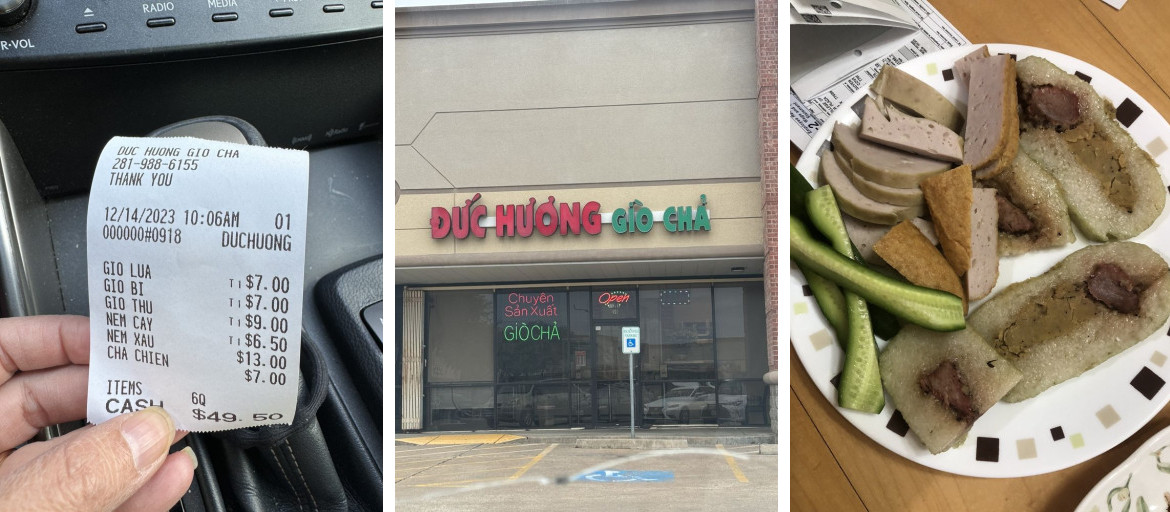 R·VOL
RADIO
MEDIA
DUC HUONG GIO CHA
281-988-6155
THANK YOU
12/14/2023 10:06AM 01
000000#0918 DUCHUONG
GIO LUA T1 $7.00
GIO BI T1 $7.00
GIO THU T1 $9.00
NEM CAY T1 $6.50
NEM XAU $13.00
CHA CHIEN $7.00
ITEMS 6Q
CASH $49.50
ĐỨC HƯƠNG GIÒ CHẢ
Chuyên
Sản Xuất
GIÒ CHẢ
Open